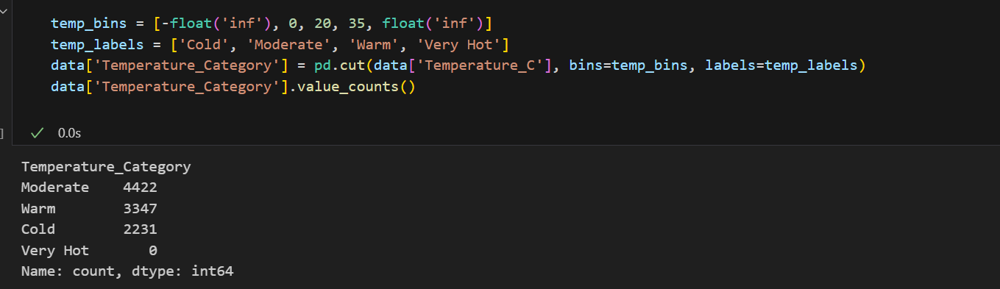 temp_bins = [-float('inf'), 0, 20, 35, float('inf')]
temp_labels = ['Cold', 'Moderate', 'Warm', 'Very Hot']
data['Temperature_Category'] = pd.cut(data['Temperature_C'], bins=temp_bins, labels=temp_labels)
data['Temperature_Category'].value_counts()
] ✓ 0.0s
Temperature_Category
Moderate    4422
Warm        3347
Cold        2231
Very Hot       0
Name: count, dtype: int64